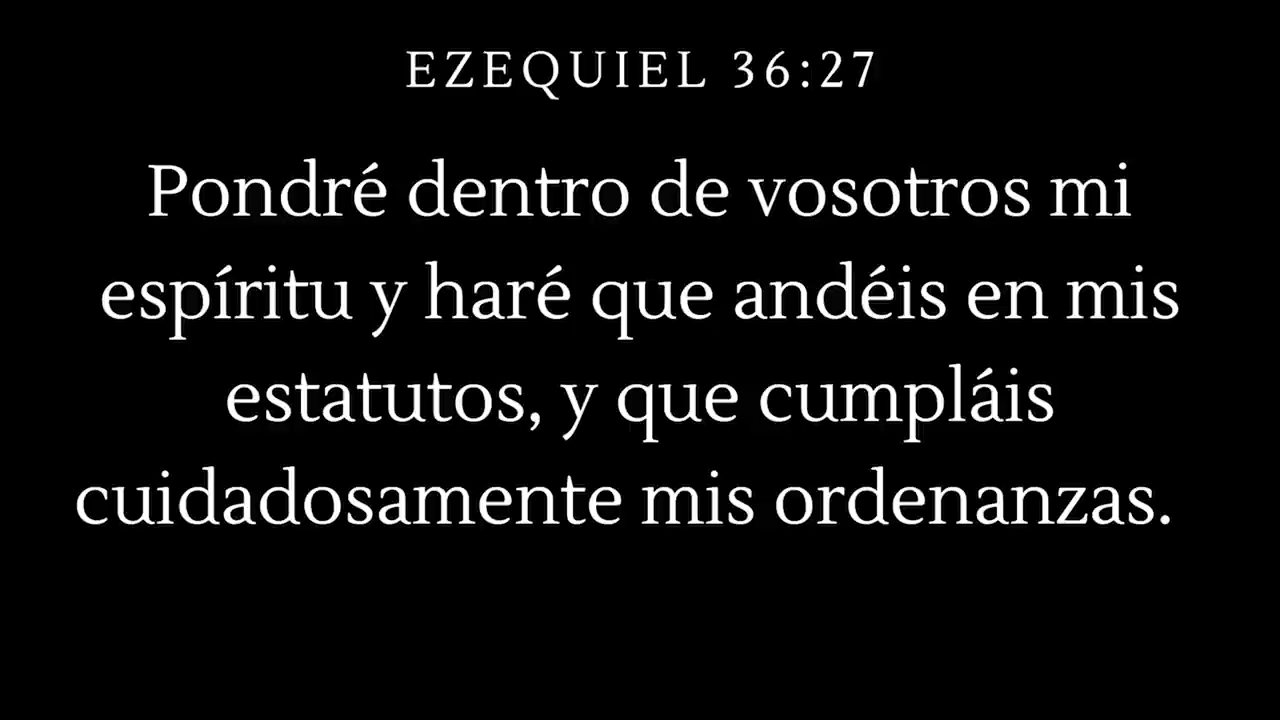 EZEQUIEL 36:27
Pondré dentro de vosotros mi
espíritu y haré que andéis en mis
estatutos, y que cumpláis
cuidadosamente mis ordenanzas.